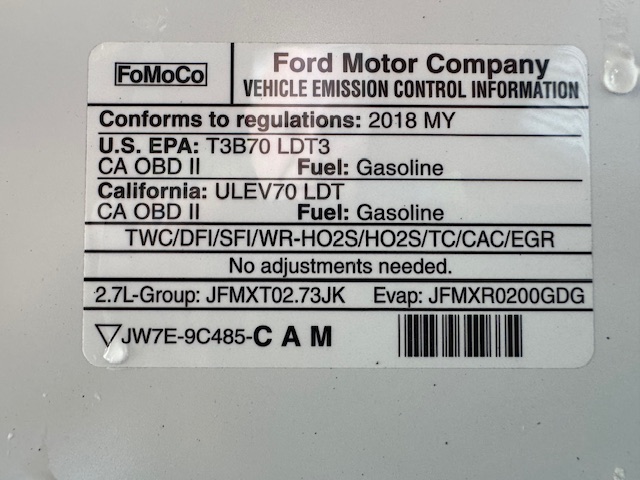 FoMoCo
Ford Motor Company
VEHICLE EMISSION CONTROL INFORMATION
Conforms to regulations: 2018 MY
U.S. EPA: T3B70 LDT3
CA OBD II Fuel: Gasoline
California: ULEV70 LDT
CA OBD II Fuel: Gasoline
TWC/DFI/SFI/WR-HO2S/HO2S/TC/CAC/EGR
No adjustments needed.
2.7L-Group: JFMXT02.73JK Evap: JFMXR0200GDG
JW7E-9C485-CAM